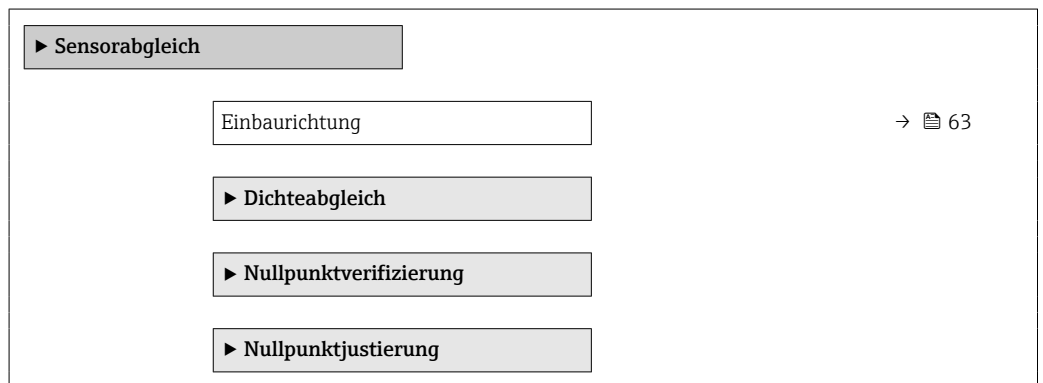 ▶ Sensorabgleich
Einbaurichtung → 63
▶ Dichteabgleich
▶ Nullpunktverifizierung
▶ Nullpunktjustierung